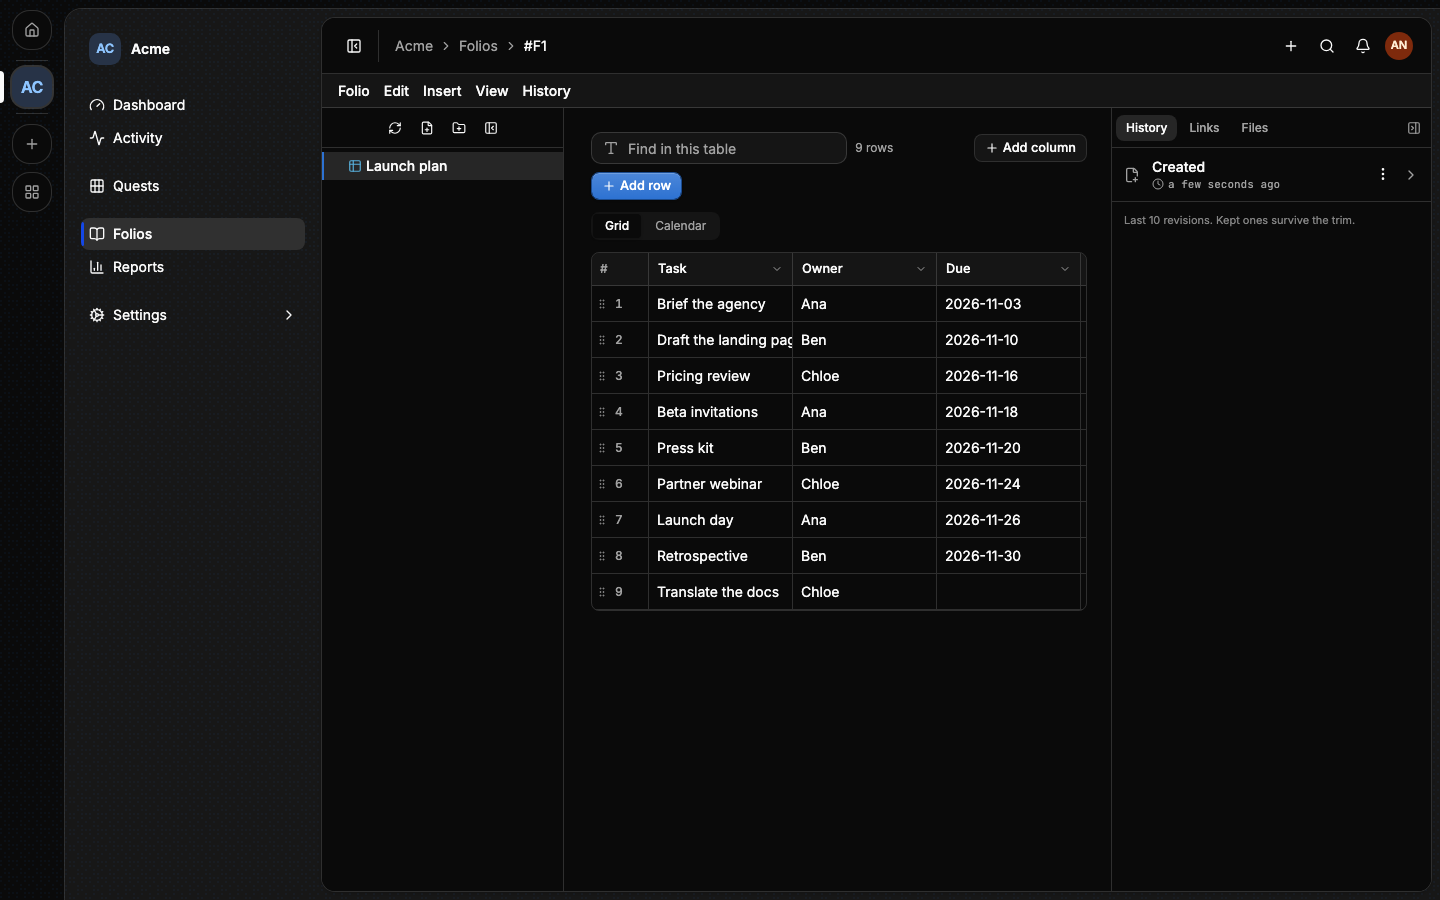 AC
Acme
AC
Dashboard
Activity
Quests
Folios
Reports
Settings
Acme > Folios > #F1
AN
Folio Edit Insert View History
Launch plan
Find in this table
9 rows
+ Add column
+ Add row
Grid Calendar
# Task Owner Due
1 Brief the agency Ana 2026-11-03
2 Draft the landing pag Ben 2026-11-10
3 Pricing review Chloe 2026-11-16
4 Beta invitations Ana 2026-11-18
5 Press kit Ben 2026-11-20
6 Partner webinar Chloe 2026-11-24
7 Launch day Ana 2026-11-26
8 Retrospective Ben 2026-11-30
9 Translate the docs Chloe
History Links Files
Created
a few seconds ago
Last 10 revisions. Kept ones survive the trim.